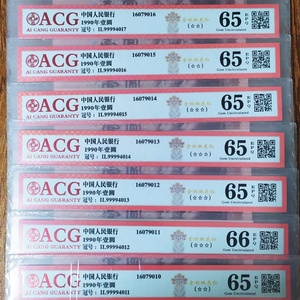 ACG 中国人民银行 16079016 65 EPQ
1990年壹圆
AI CANG GUARANTY 冠号：IL99994017 (☆☆) Gem Uncirculated
ACG 中国人民银行 16079015 65 EPQ
1990年壹圆
AI CANG GUARANTY 冠号：IL99994016 (☆☆) Gem Uncirculated
ACG 中国人民银行 16079014 65 EPQ
1990年壹圆
AI CANG GUARANTY 冠号：IL99994015 (☆☆) Gem Uncirculated
ACG 中国人民银行 16079013 65 EPQ
1990年壹圆
AI CANG GUARANTY 冠号：IL99994014 (☆☆) Gem Uncirculated
ACG 中国人民银行 16079012 65 EPQ
1990年壹圆
AI CANG GUARANTY 冠号：IL99994013 (☆☆) Gem Uncirculated
ACG 中国人民银行 16079011 66 EPQ
1990年壹圆
AI CANG GUARANTY 冠号：IL99994012 (☆☆) Gem Uncirculated
ACG 中国人民银行 16079010 65 EPQ
1990年壹圆
AI CANG GUARANTY 冠号：IL99994011 (☆☆) Gem Uncirculated